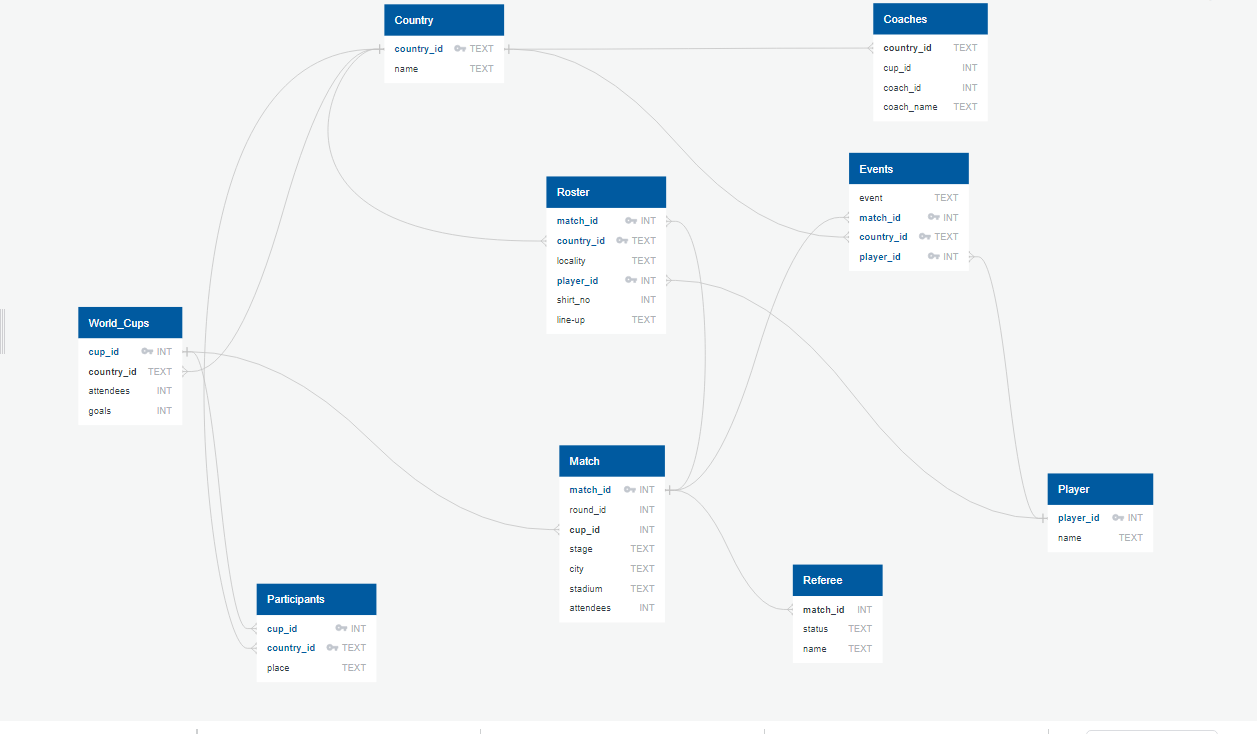 Country
country_id TEXT
name TEXT
Coaches
country_id TEXT
cup_id INT
coach_id INT
coach_name TEXT
Events
event TEXT
match_id INT
country_id TEXT
player_id INT
Roster
match_id INT
country_id TEXT
locality TEXT
player_id INT
shirt_no INT
line-up TEXT
World_Cups
cup_id INT
country_id TEXT
attendees INT
goals INT
Match
match_id INT
round_id INT
cup_id INT
stage TEXT
city TEXT
stadium TEXT
attendees INT
Player
player_id INT
name TEXT
Referee
match_id INT
status TEXT
name TEXT
Participants
cup_id INT
country_id TEXT
place TEXT